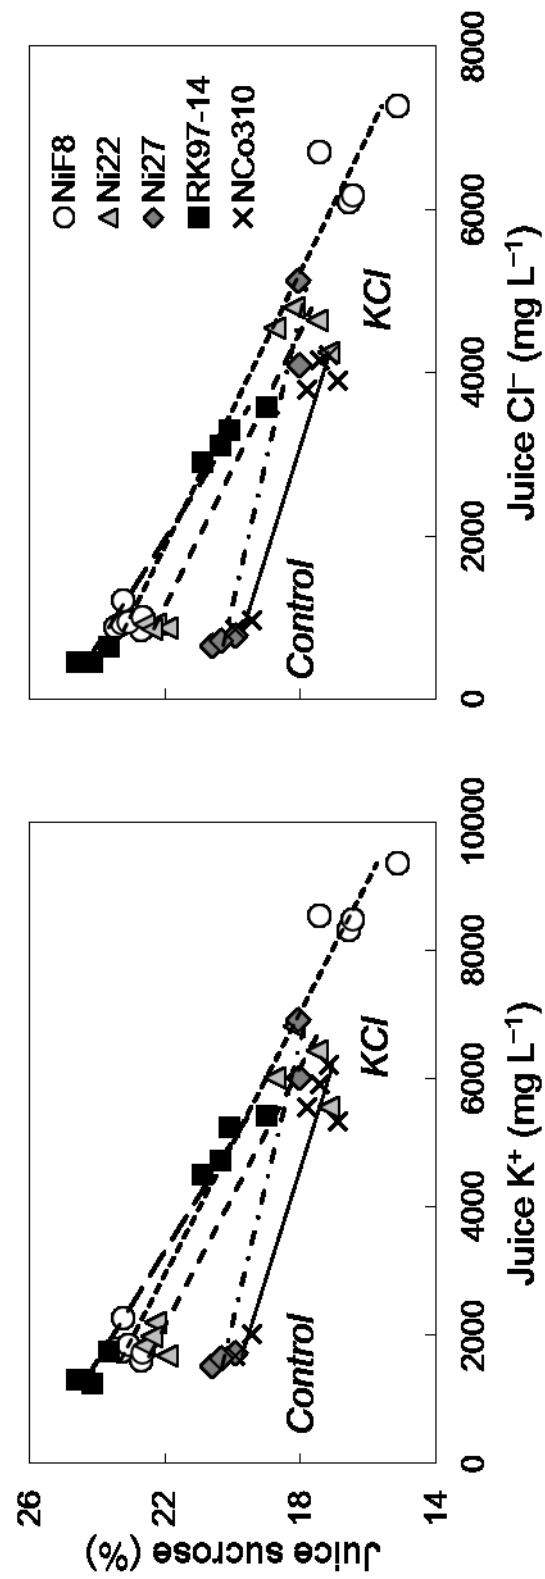 Juice sucrose (%)
26
22
18
14
Control
KCl
0
2000
4000
6000
8000
10000
Juice K⁺ (mg L⁻¹)
NiF8
Ni22
Ni27
RK97-14
NCo310
Control
KCl
0
2000
4000
6000
8000
Juice Cl⁻ (mg L⁻¹)